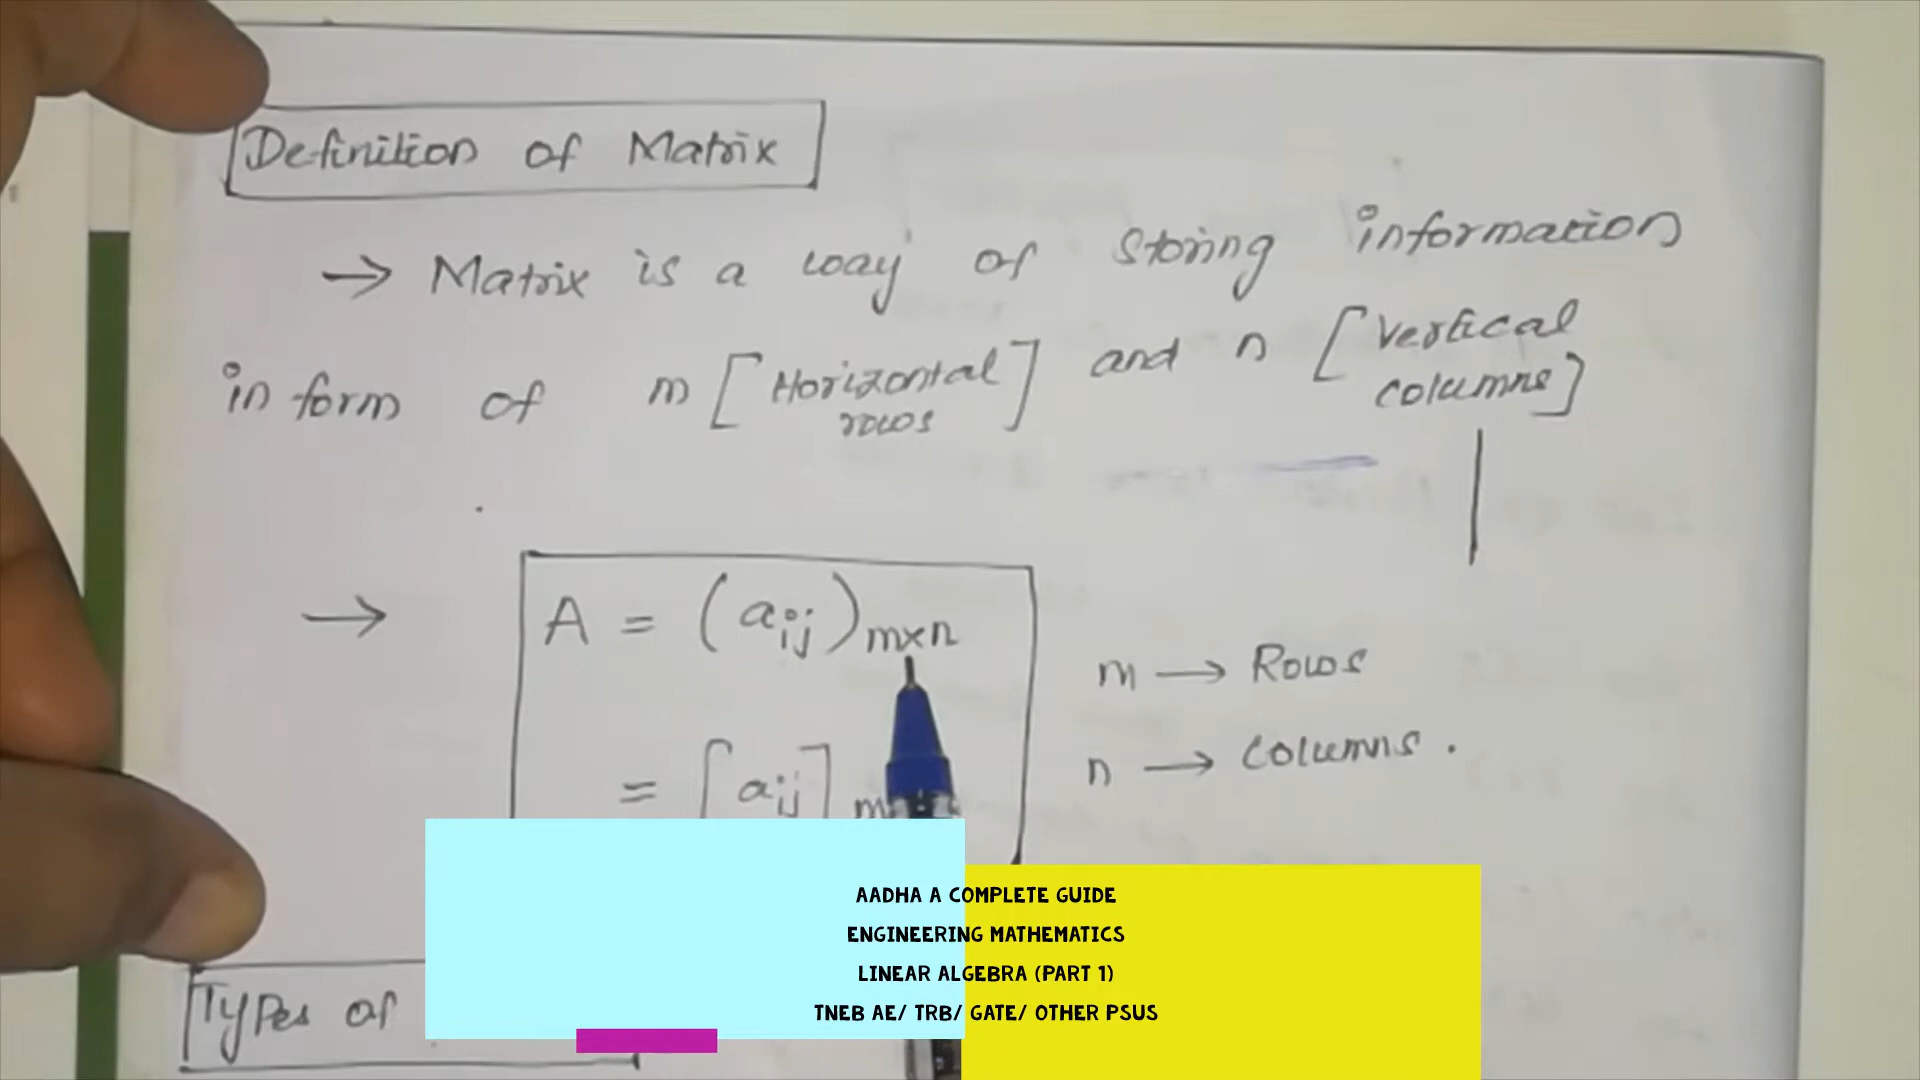 Definition of Matrix
→ Matrix is a way of storing information
in form of m [Horizontal rows] and n [Vertical columns]
→ A = (aij)m×n
m → Rows
= [aij]
n → Columns.
AADHA A COMPLETE GUIDE
ENGINEERING MATHEMATICS
LINEAR ALGEBRA (PART 1)
TNEB AE/ TRB/ GATE/ OTHER PSUS
Types of